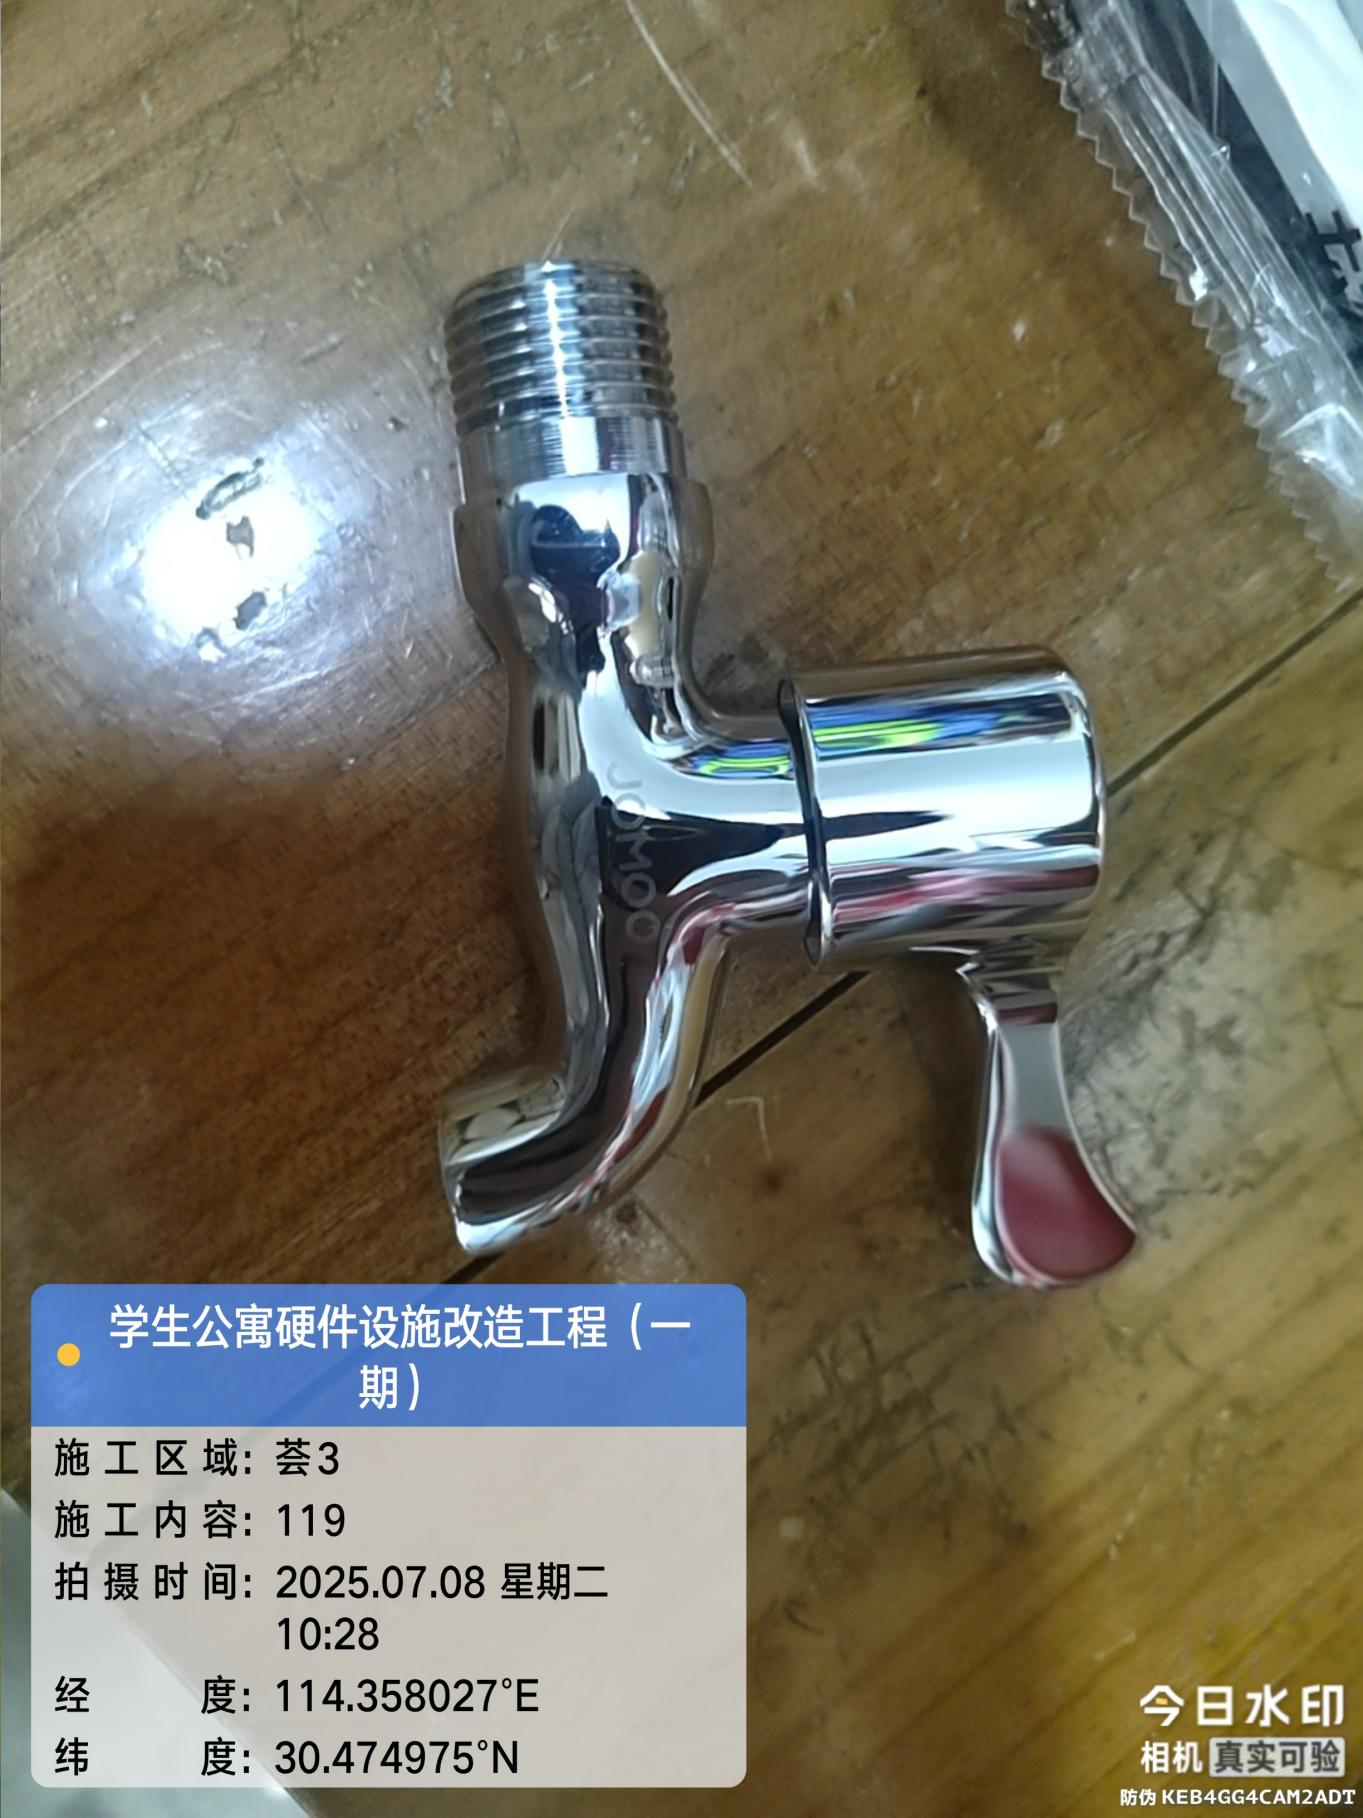 JOMOO
学生公寓硬件设施改造工程（一
期）
施工区域：荟3
施工内容：119
拍摄时间：2025.07.08 星期二
10:28
经度：114.358027°E
纬度：30.474975°N
今日水印
相机 真实可验
防伪 KEB4GG4CAM2ADT